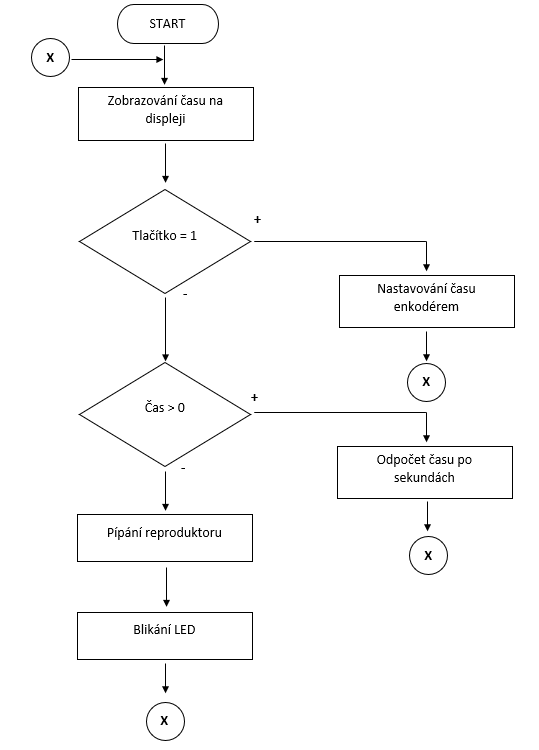 START
X
Zobrazování času na
displeji
Tlačítko = 1
+
-
Nastavování času
enkodérem
X
Čas > 0
+
-
Odpočet času po
sekundách
X
Pípání reproduktoru
Blikání LED
X